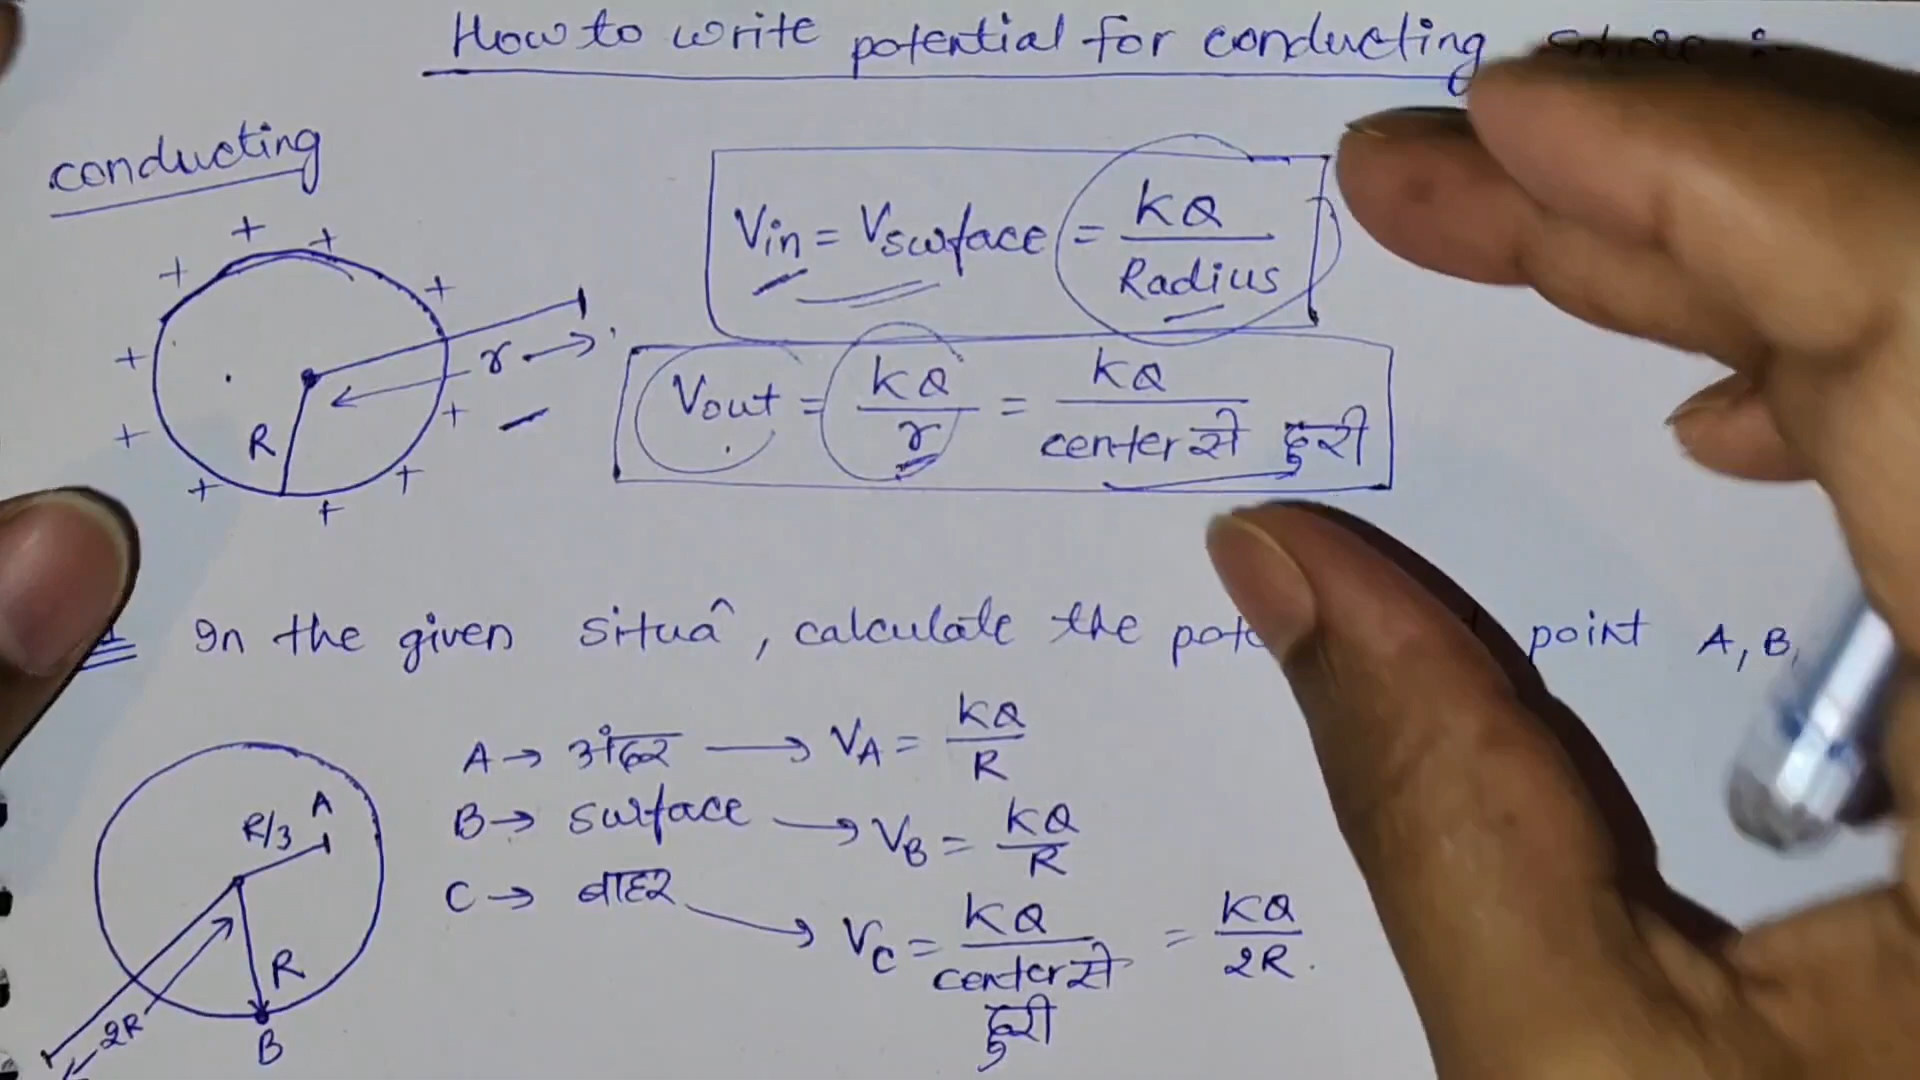 How to write potential for conducting
conducting
+ + + + + + + + + + +
r
R
Vin = Vsurface = KQ / Radius
Vout = KQ / r = KQ / center से दुरी
In the given situa^, calculate the point A, B,
A → अंदर → VA = KQ / R
B → surface → VB = KQ / R
C → बाहर → VC = KQ / center से दुरी = KQ / 2R.
R/3 A
R
2R
B